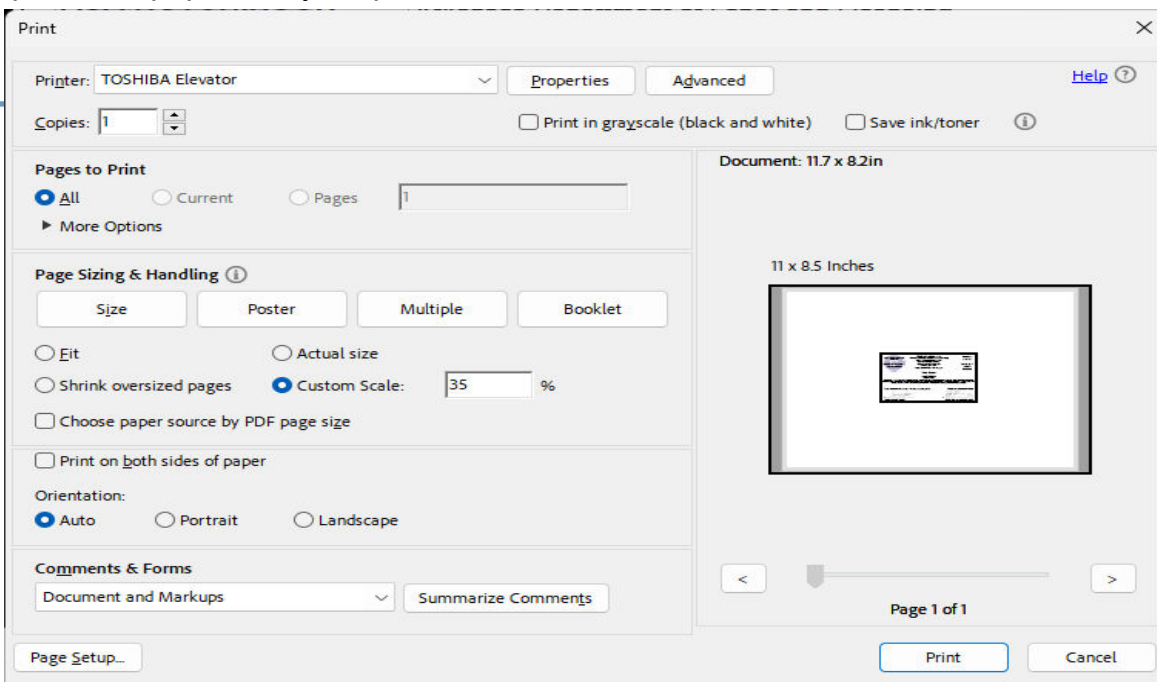 Print
Printer: TOSHIBA Elevator Properties Advanced Help
Copies: 1 Print in grayscale (black and white) Save ink/toner
Pages to Print
All Current Pages 1
More Options
Page Sizing & Handling
Size Poster Multiple Booklet
Fit Actual size
Shrink oversized pages Custom Scale: 35 %
Choose paper source by PDF page size
Print on both sides of paper
Orientation:
Auto Portrait Landscape
Comments & Forms
Document and Markups Summarize Comments
Page Setup...
Document: 11.7 x 8.2in
11 x 8.5 Inches
< >
Page 1 of 1
Print Cancel